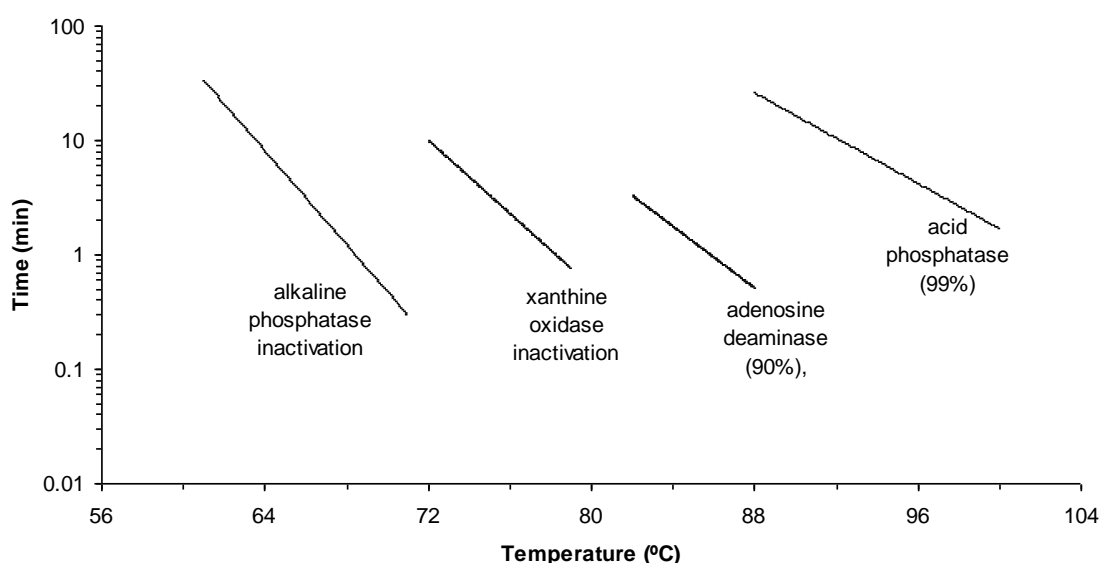 100
10
1
0.1
0.01
Time (min)
alkaline
phosphatase
inactivation
xanthine
oxidase
inactivation
adenosine
deaminase
(90%),
acid
phosphatase
(99%)
56 64 72 80 88 96 104
Temperature (ºC)